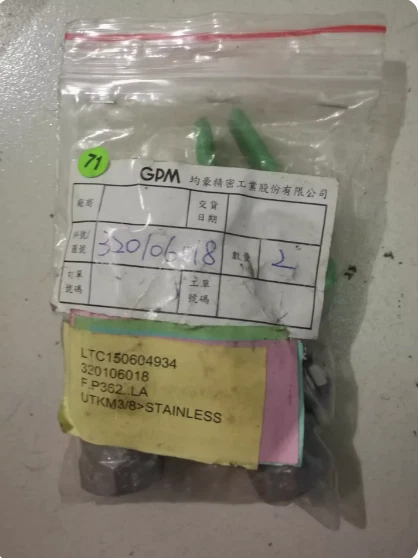 71
GPM 均豪精密工業股份有限公司
廠商 交貨日期
料號/圖號 320106018 數量 2
訂單號碼 工單號碼
LTC150604934
320106018
F.P362..LA
UTKM3/8>STAINLESS